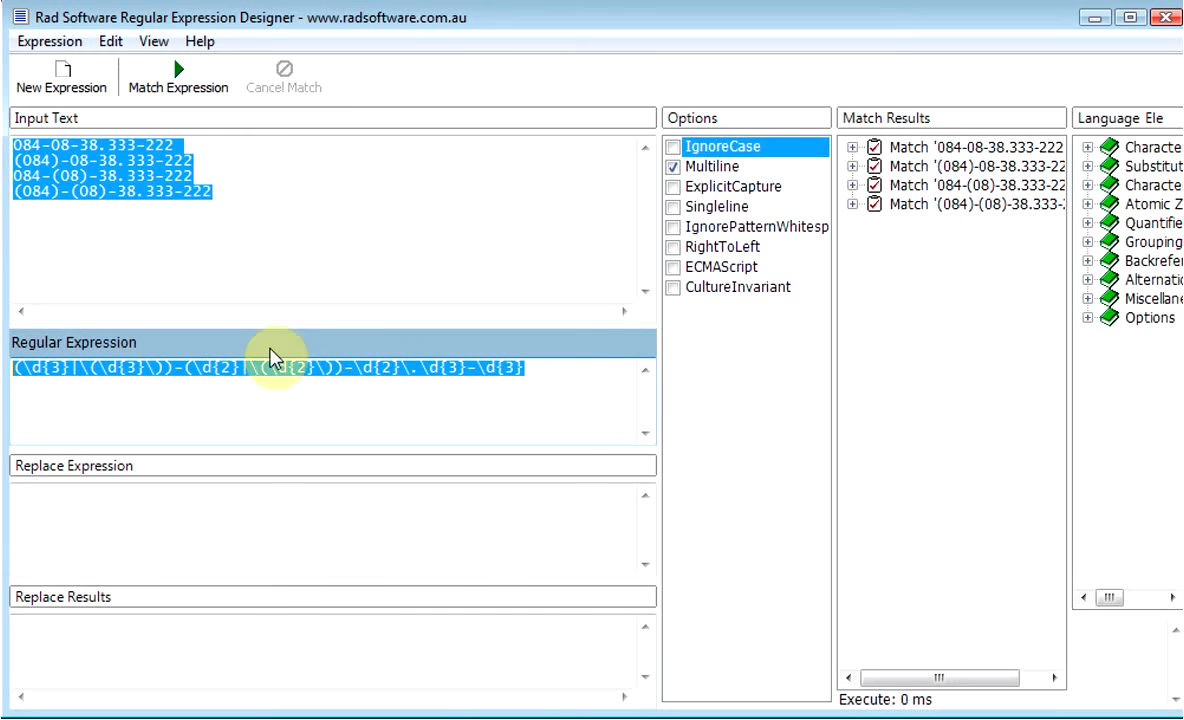 Rad Software Regular Expression Designer - www.radsoftware.com.au
Expression Edit View Help
New Expression Match Expression Cancel Match
Input Text
084-08-38.333-222
(084)-08-38.333-222
084-(08)-38.333-222
(084)-(08)-38.333-222
Regular Expression
(\d{3}|\(\d{3}\))-(\d{2}|\(\d{2}\))-\d{2}\.\d{3}-\d{3}
Replace Expression
Replace Results
Options
IgnoreCase
Multiline
ExplicitCapture
Singleline
IgnorePatternWhitesp
RightToLeft
ECMAScript
CultureInvariant
Match Results
Match '084-08-38.333-222
Match '(084)-08-38.333-22
Match '084-(08)-38.333-22
Match '(084)-(08)-38.333-
Execute: 0 ms
Language Ele
Characte
Substitut
Characte
Atomic Z
Quantifie
Grouping
Backrefer
Alternatio
Miscellane
Options